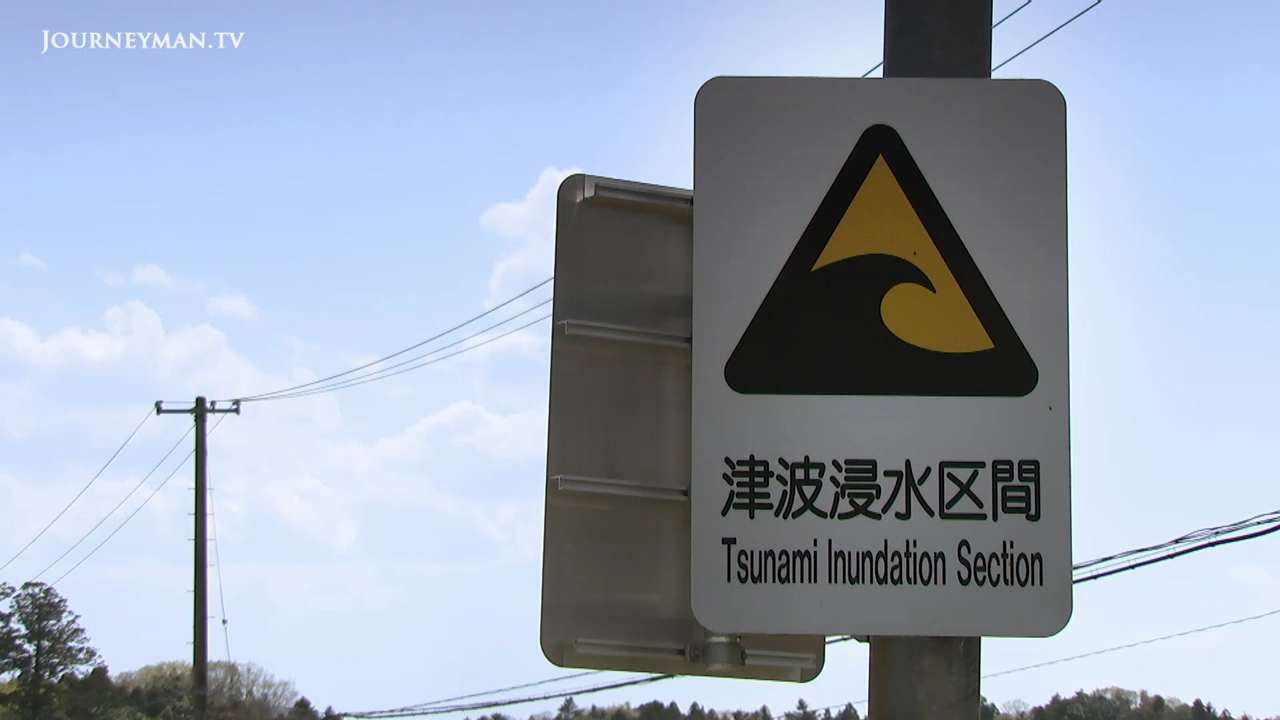 JOURNEYMAN.TV
津波浸水区間
Tsunami Inundation Section